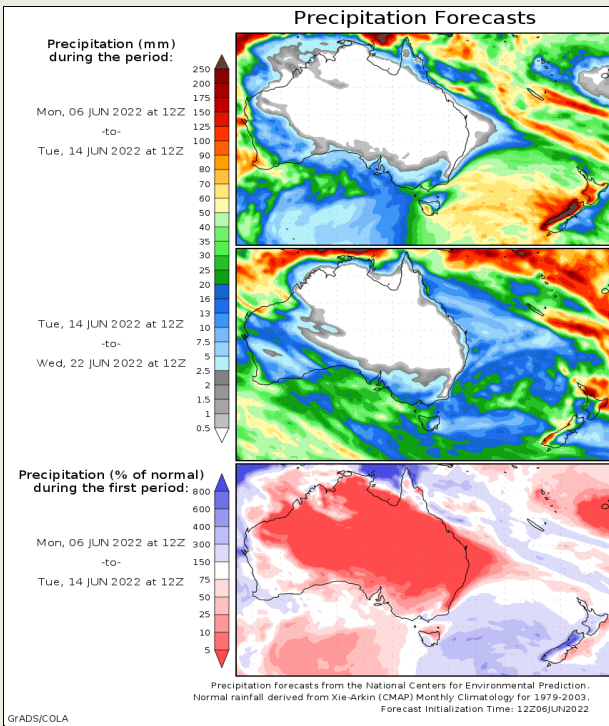 Precipitation Forecasts
Precipitation (mm)
during the period:
Mon, 06 JUN 2022 at 12Z
-to-
Tue, 14 JUN 2022 at 12Z
250
200
175
150
125
100
90
80
70
60
50
40
35
30
25
20
16
13
10
7.5
5
2.5
2
1.5
1
0.5
Tue, 14 JUN 2022 at 12Z
-to-
Wed, 22 JUN 2022 at 12Z
Precipitation (% of normal)
during the first period:
Mon, 06 JUN 2022 at 12Z
-to-
Tue, 14 JUN 2022 at 12Z
800
600
400
300
150
75
50
25
10
5
Precipitation forecasts from the National Centers for Environmental Prediction.
Normal rainfall derived from Xie-Arkin (CMAP) Monthly Climatology for 1979-2003.
Forecast Initialization Time: 12Z06JUN2022
GrADS/COLA